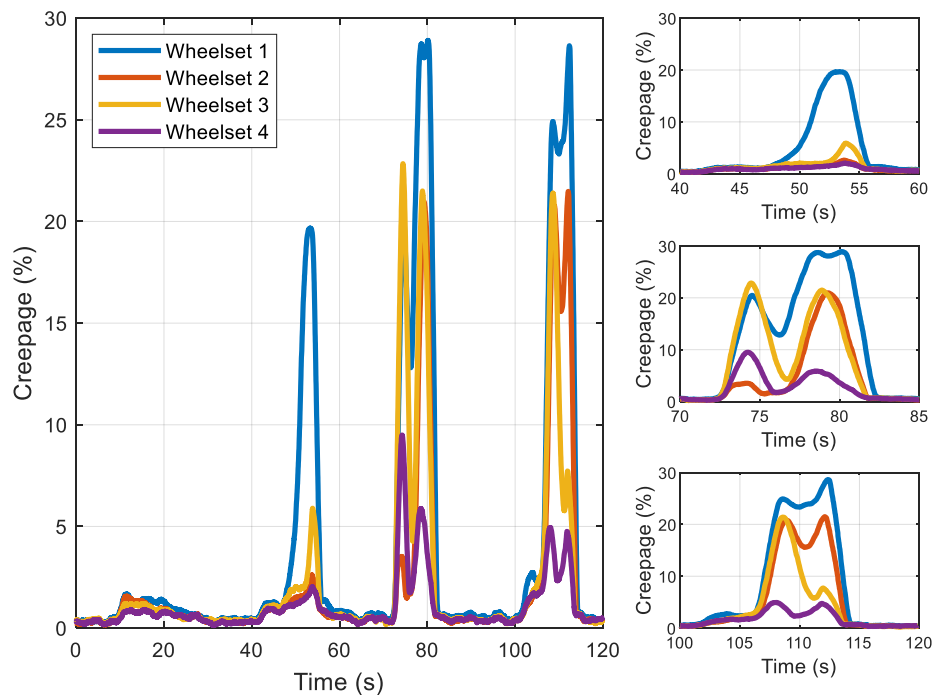 30
25
20
15
10
5
0
Creepage (%)
0 20 40 60 80 100 120
Time (s)
Wheelset 1
Wheelset 2
Wheelset 3
Wheelset 4
30
20
10
0
Creepage (%)
40 45 50 55 60
Time (s)
30
20
10
0
Creepage (%)
70 75 80 85
Time (s)
30
20
10
0
Creepage (%)
100 105 110 115 120
Time (s)